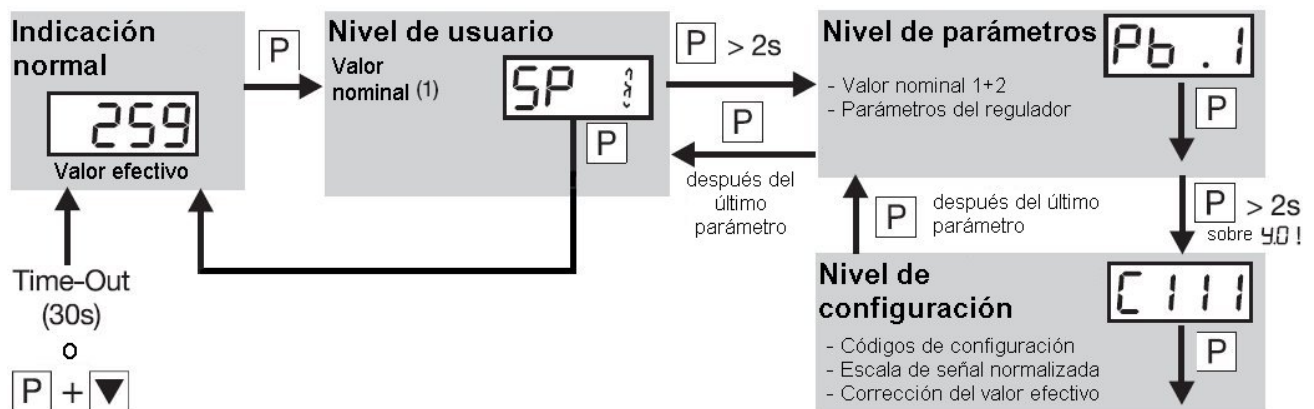 Indicación
normal
259
Valor efectivo
P
Nivel de usuario
Valor
nominal (1)
SP 1
P
P > 2s
P
después del
último
parámetro
Nivel de parámetros
Pb .1
- Valor nominal 1+2
- Parámetros del regulador
P
P
después del último
parámetro
P > 2s
sobre y.0 !
Time-Out
(30s)
o
P + ▼
Nivel de
configuración
C111
P
- Códigos de configuración
- Escala de señal normalizada
- Corrección del valor efectivo